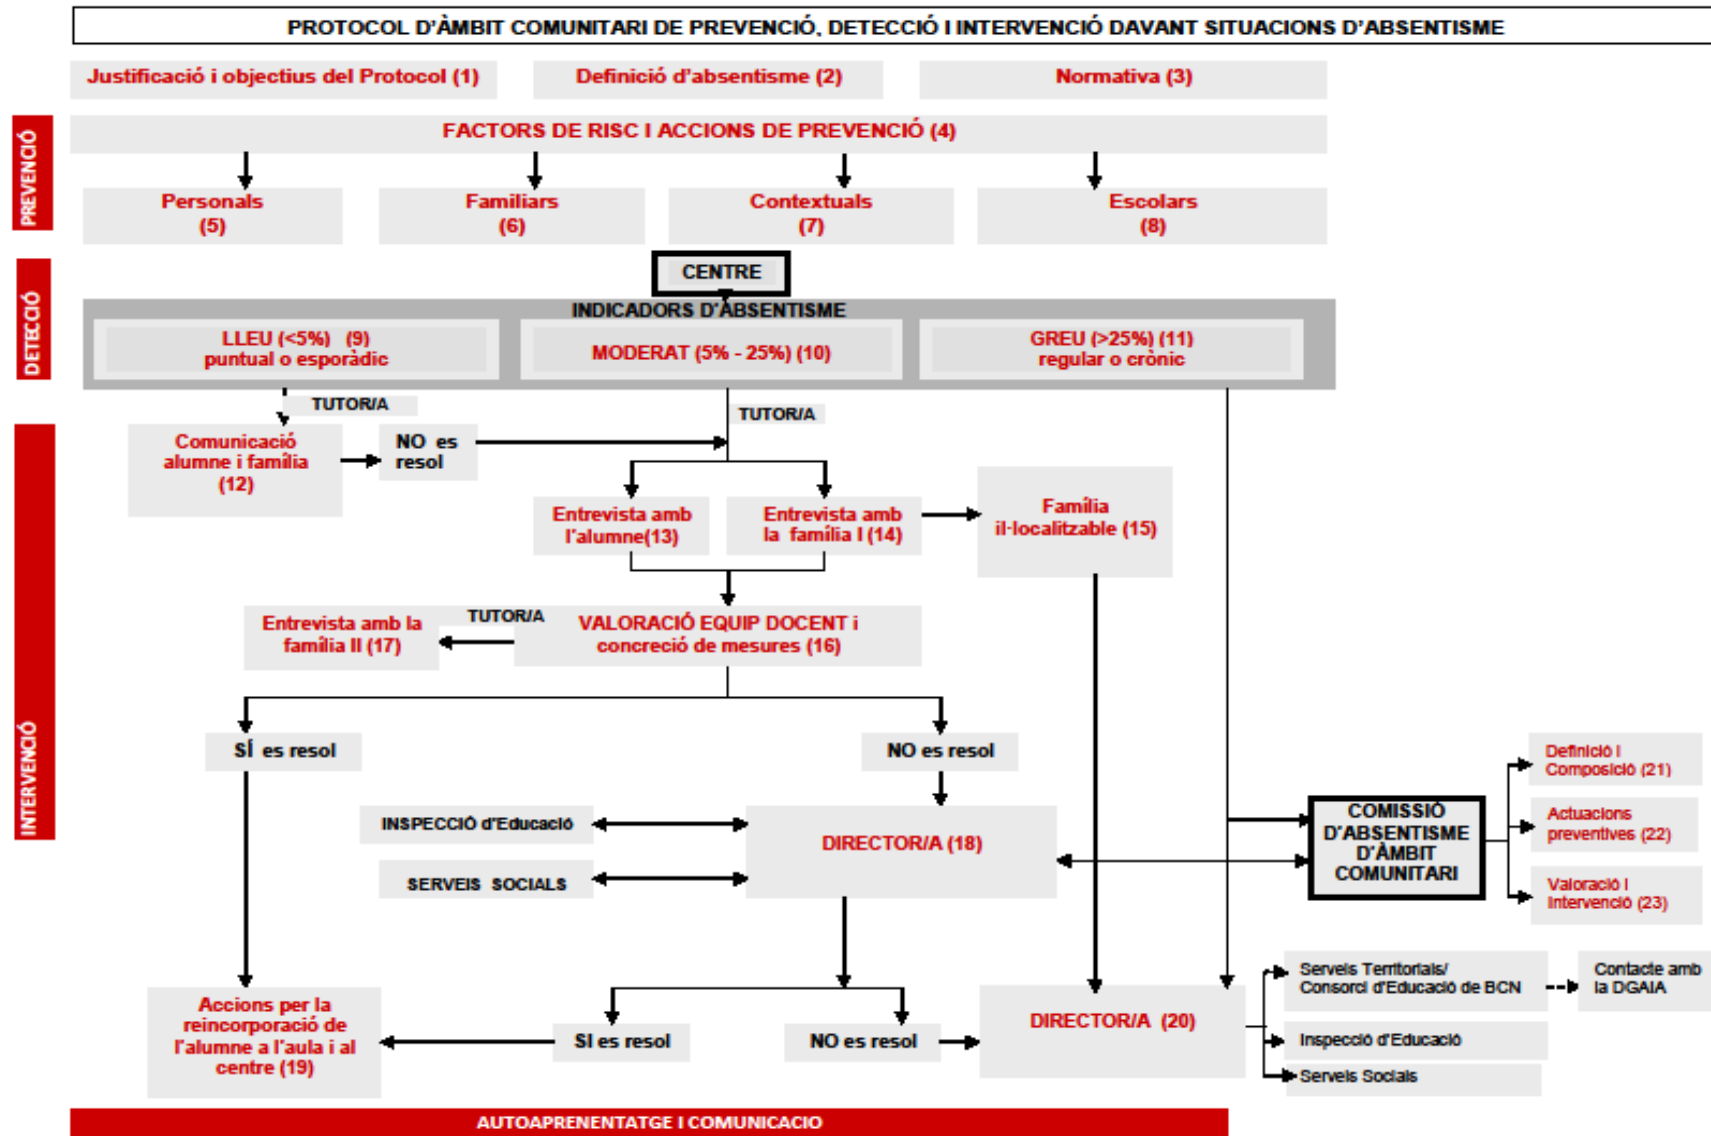 PROTOCOL D'ÀMBIT COMUNITARI DE PREVENCIÓ, DETECCIÓ I INTERVENCIÓ DAVANT SITUACIONS D'ABSENTISME
Justificació i objectius del Protocol (1)
Definició d'absentisme (2)
Normativa (3)
PREVENCIÓ
FACTORS DE RISC I ACCIONS DE PREVENCIÓ (4)
Personals
(5)
Familiars
(6)
Contextuals
(7)
Escolars
(8)
DETECCIÓ
CENTRE
INDICADORS D'ABSENTISME
LLEU (<5%) (9)
puntual o esporàdic
MODERAT (5% - 25%) (10)
GREU (>25%) (11)
regular o crònic
INTERVENCIÓ
TUTOR/A
TUTOR/A
Comunicació
alumne i família
(12)
NO es
resol
Entrevista amb
l'alumne(13)
Entrevista amb
la família I (14)
Família
il·localitzable (15)
Entrevista amb la
família II (17)
TUTOR/A
VALORACIÓ EQUIP DOCENT i
concreció de mesures (16)
SÍ es resol
NO es resol
INSPECCIÓ d'Educació
SERVEIS SOCIALS
DIRECTOR/A (18)
COMISSIÓ
D'ABSENTISME
D'ÀMBIT
COMUNITARI
Definició i
Composició (21)
Actuacions
preventives (22)
Valoració i
Intervenció (23)
Accions per la
reincorporació de
l'alumne a l'aula i al
centre (19)
SI es resol
NO es resol
DIRECTOR/A (20)
Serveis Territorials/
Consorci d'Educació de BCN
Contacte amb
la DGAIA
Inspecció d'Educació
Serveis Socials
AUTOAPRENENTATGE I COMUNICACIO